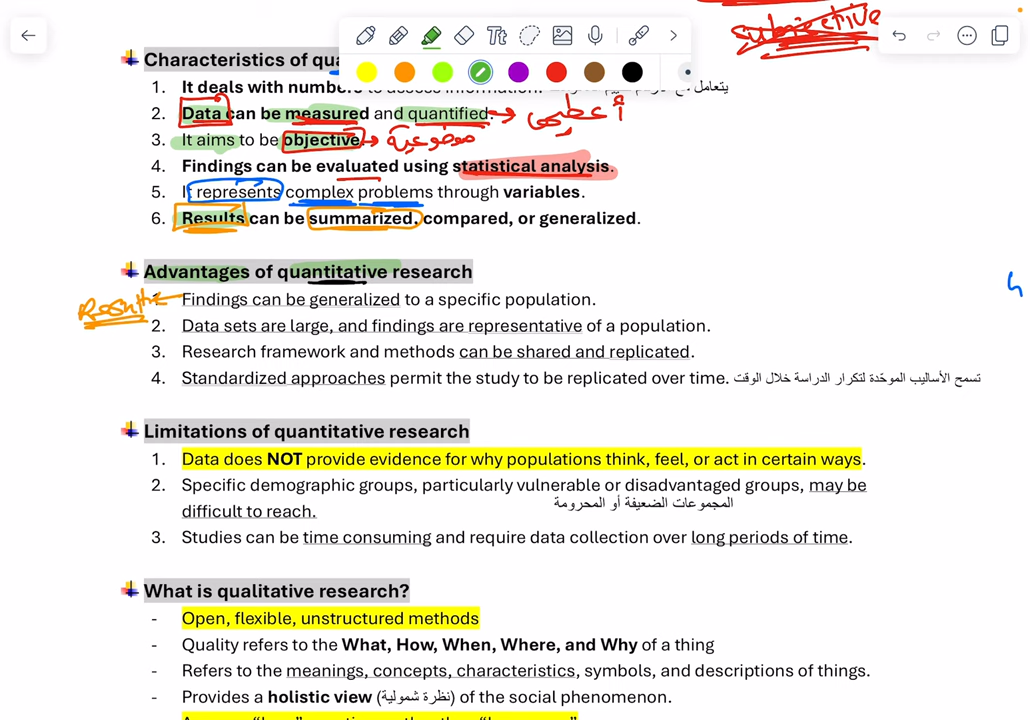 subjective
Characteristics of qua
1. It deals with numbers to assess information.
يتعامل مع
2. Data can be measured and quantified.
3. It aims to be objective → موضوعية
4. Findings can be evaluated using statistical analysis.
5. It represents complex problems through variables.
6. Results can be summarized, compared, or generalized.
Advantages of quantitative research
Results
1. Findings can be generalized to a specific population.
2. Data sets are large, and findings are representative of a population.
3. Research framework and methods can be shared and replicated.
4. Standardized approaches permit the study to be replicated over time. تسمح الأساليب الموحّدة لتكرار الدراسة خلال الوقت
Limitations of quantitative research
1. Data does NOT provide evidence for why populations think, feel, or act in certain ways.
2. Specific demographic groups, particularly vulnerable or disadvantaged groups, may be
difficult to reach.
المجموعات الضعيفة أو المحرومة
3. Studies can be time consuming and require data collection over long periods of time.
What is qualitative research?
- Open, flexible, unstructured methods
- Quality refers to the What, How, When, Where, and Why of a thing
- Refers to the meanings, concepts, characteristics, symbols, and descriptions of things.
- Provides a holistic view (نظرة شمولية) of the social phenomenon.